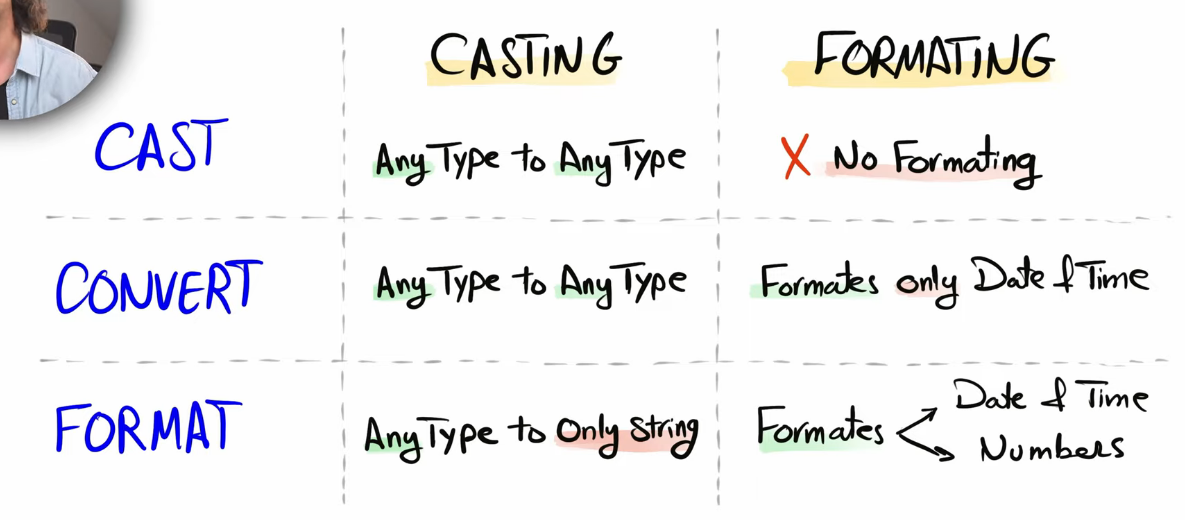 CASTING FORMATING
CAST Any Type to Any Type X No Formating
CONVERT Any Type to Any Type Formates only Date & Time
FORMAT Any Type to Only String Formates Date & Time
Numbers